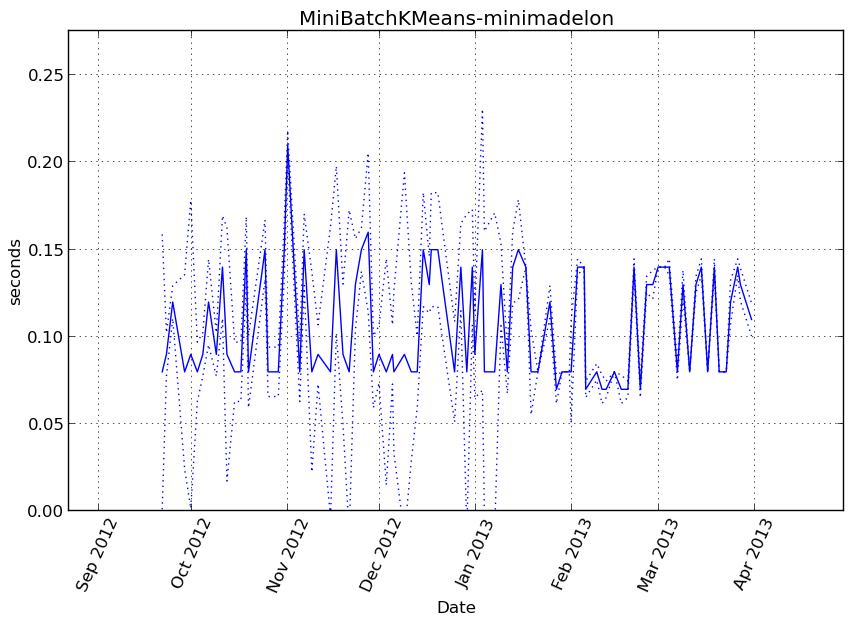 MiniBatchKMeans-minimadelon
seconds
0.25
0.20
0.15
0.10
0.05
0.00
Sep 2012
Oct 2012
Nov 2012
Dec 2012
Jan 2013
Feb 2013
Mar 2013
Apr 2013
Date